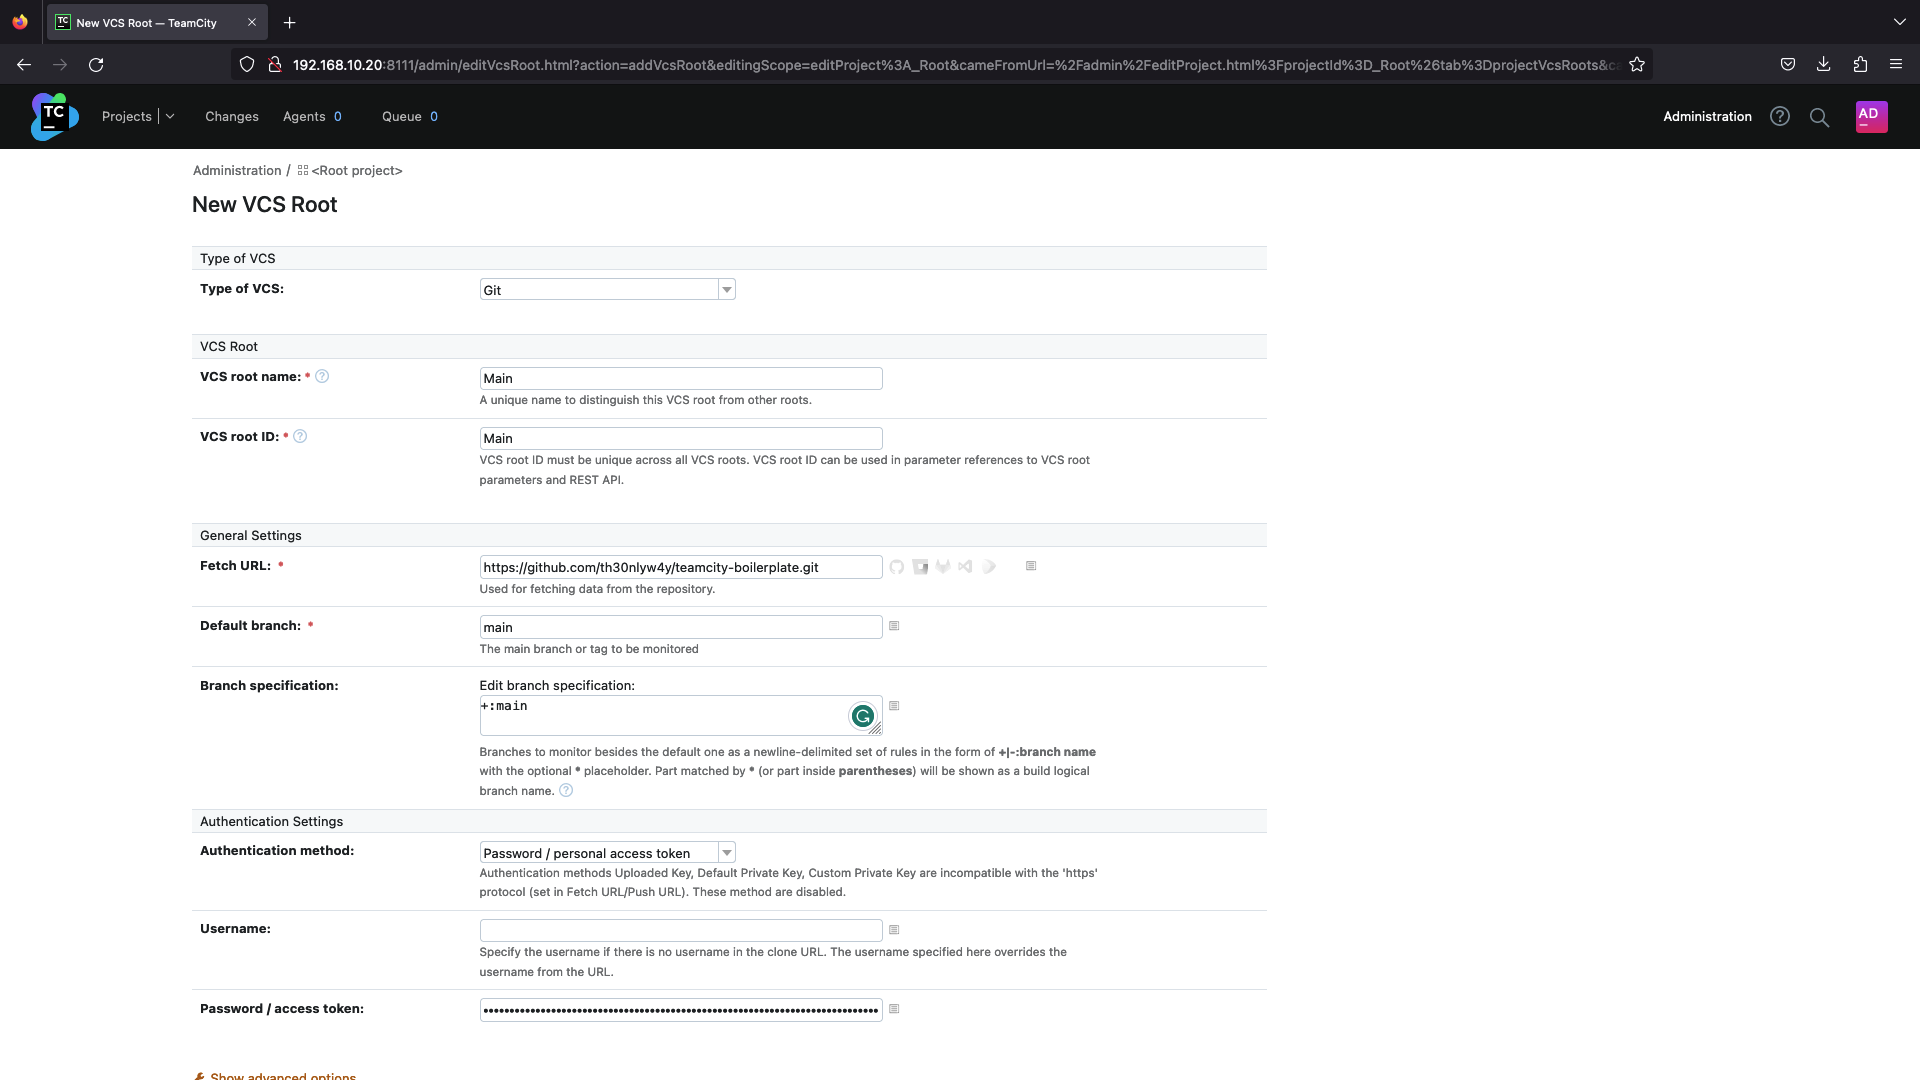 New VCS Root — TeamCity
192.168.10.20:8111/admin/editVcsRoot.html?action=addVcsRoot&editingScope=editProject%3A_Root&cameFromUrl=%2Fadmin%2FeditProject.html%3FprojectId%3D_Root%26tab%3DprojectVcsRoots&ca
TC
Projects
Changes
Agents 0
Queue 0
Administration
AD
Administration / <Root project>
New VCS Root
Type of VCS
Type of VCS:
Git
VCS Root
VCS root name: *
Main
A unique name to distinguish this VCS root from other roots.
VCS root ID: *
Main
VCS root ID must be unique across all VCS roots. VCS root ID can be used in parameter references to VCS root
parameters and REST API.
General Settings
Fetch URL: *
https://github.com/th30nlyw4y/teamcity-boilerplate.git
Used for fetching data from the repository.
Default branch: *
main
The main branch or tag to be monitored
Branch specification:
Edit branch specification:
+:main
Branches to monitor besides the default one as a newline-delimited set of rules in the form of +|-:branch name
with the optional * placeholder. Part matched by * (or part inside parentheses) will be shown as a build logical
branch name.
Authentication Settings
Authentication method:
Password / personal access token
Authentication methods Uploaded Key, Default Private Key, Custom Private Key are incompatible with the 'https'
protocol (set in Fetch URL/Push URL). These method are disabled.
Username:
Specify the username if there is no username in the clone URL. The username specified here overrides the
username from the URL.
Password / access token:
Show advanced options